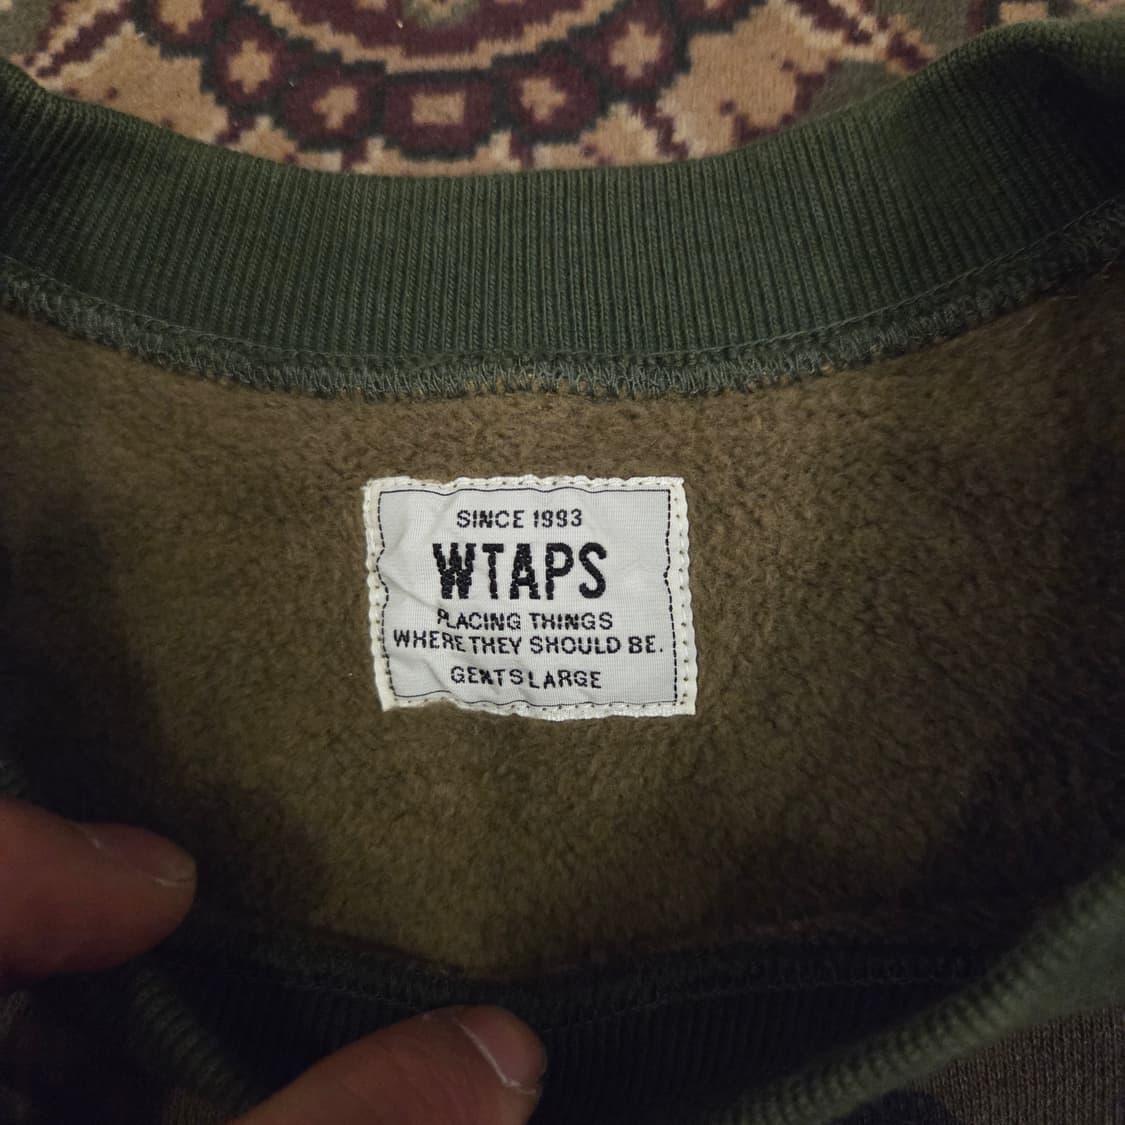 SINCE 1993
WTAPS
PLACING THINGS
WHERE THEY SHOULD BE.
GENTS LARGE